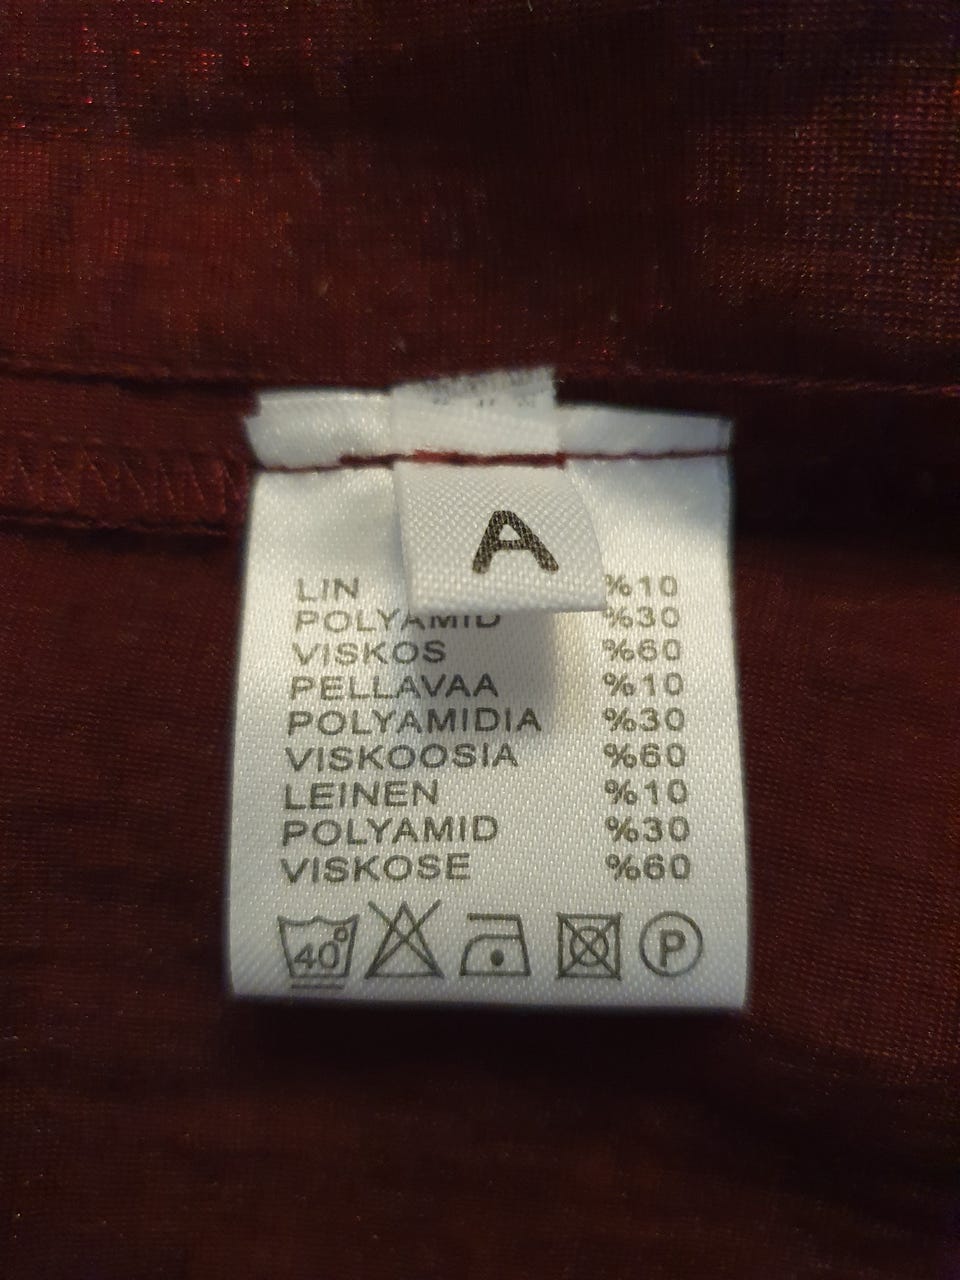 A
LIN %10
POLYAMID %30
VISKOS %60
PELLAVAA %10
POLYAMIDIA %30
VISKOOSIA %60
LEINEN %10
POLYAMID %30
VISKOSE %60
40° P